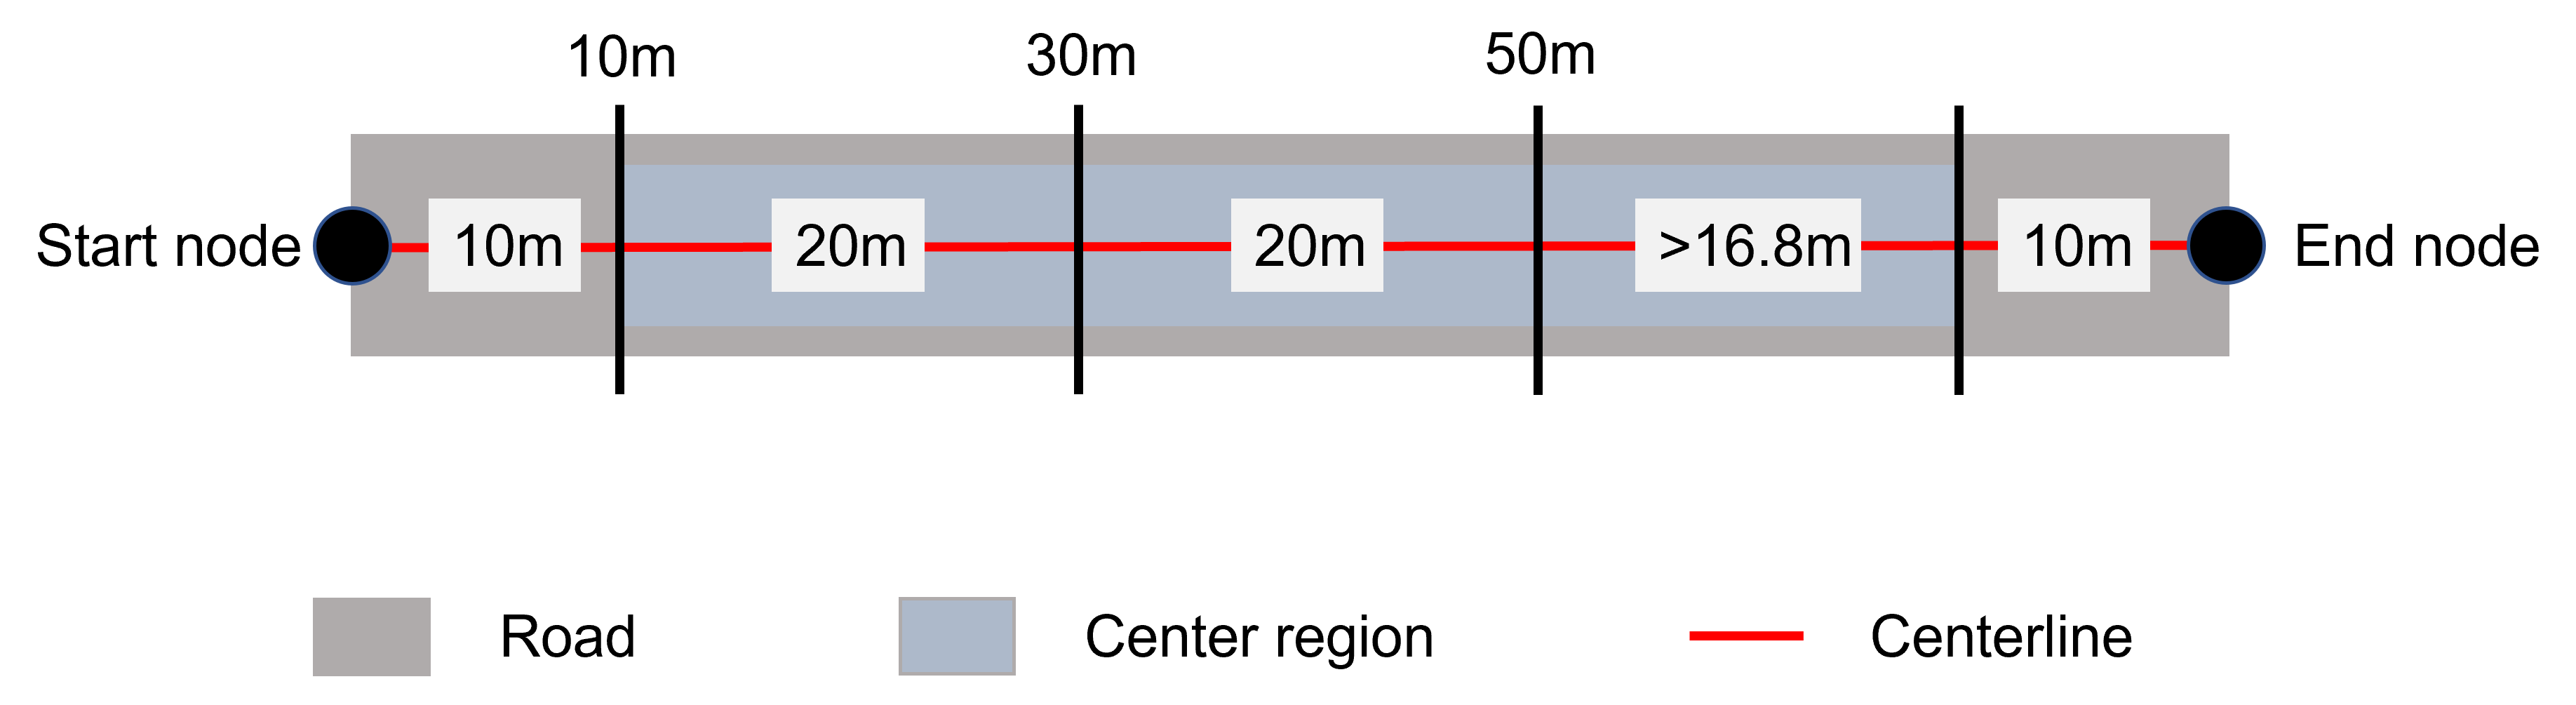 10m 30m 50m
Start node 10m 20m 20m >16.8m 10m End node
Road Center region Centerline